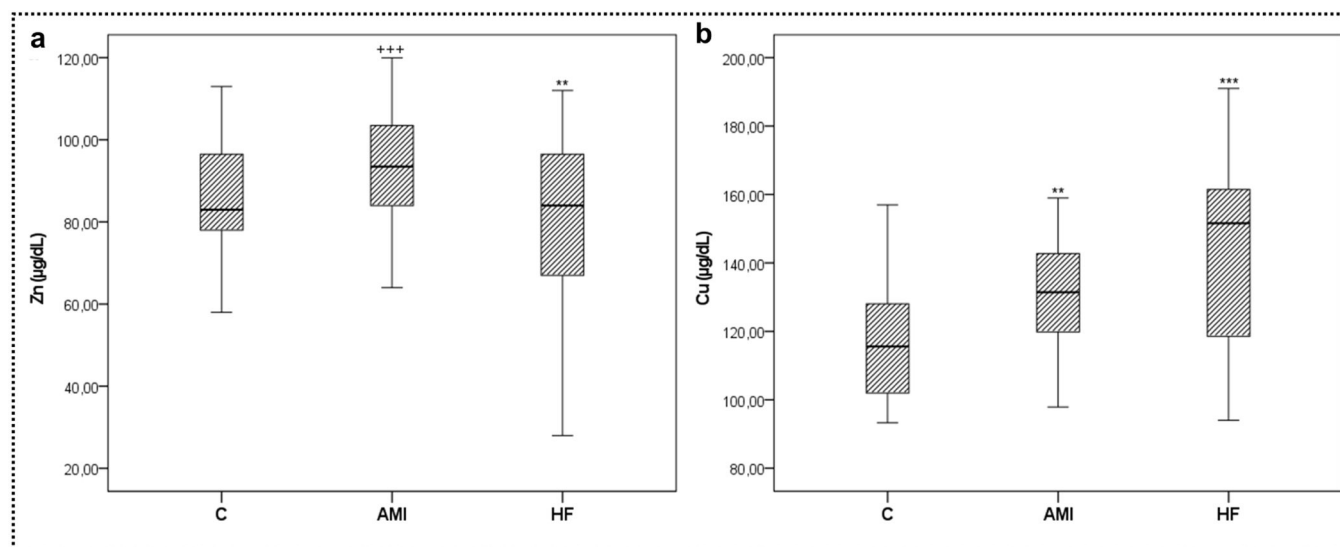 a
Zn (µg/dL)
120,00
100,00
80,00
60,00
40,00
20,00
+++
**
C
AMI
HF
b
Cu (µg/dL)
200,00
180,00
160,00
140,00
120,00
100,00
80,00
**
***
C
AMI
HF